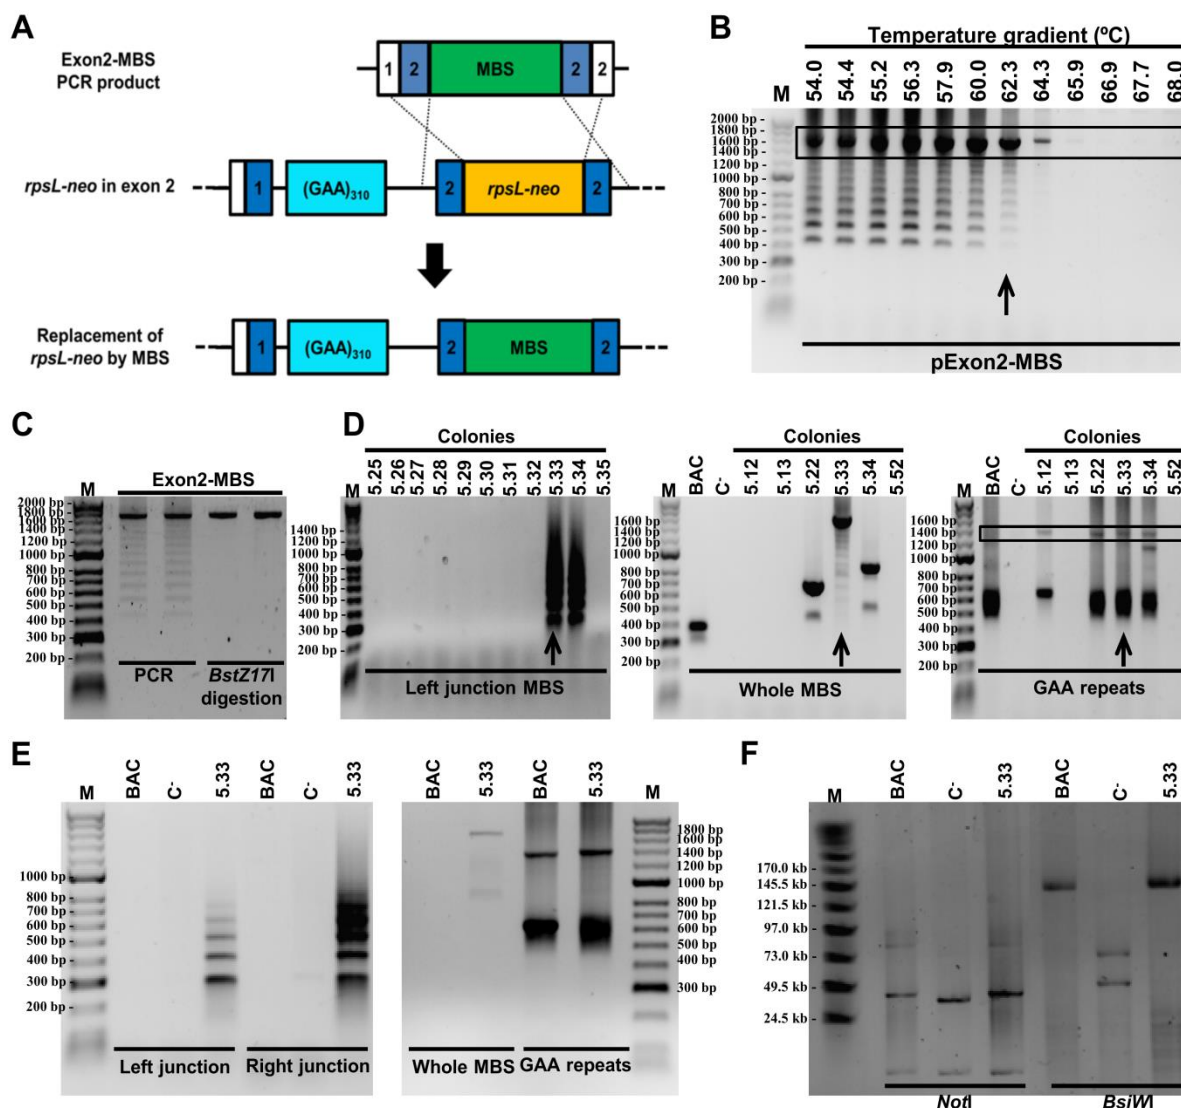 A
Exon2-MBS
PCR product
1 2 MBS 2 2
rpsL-neo in exon 2
1 (GAA)310 2 rpsL-neo 2
Replacement of
rpsL-neo by MBS
1 (GAA)310 2 MBS 2
B
Temperature gradient (ºC)
M 54.0 54.4 55.2 56.3 57.9 60.0 62.3 64.3 65.9 66.9 67.7 68.0
2000 bp -
1800 bp -
1600 bp -
1400 bp -
1000 bp -
800 bp -
700 bp -
600 bp -
500 bp -
400 bp -
300 bp -
200 bp -
pExon2-MBS
C
Exon2-MBS
M
2000 bp
1800 bp
1600 bp
1400 bp
1200 bp
1000 bp
800 bp
700 bp
600 bp
500 bp
400 bp
300 bp
200 bp
PCR
BstZ17I
digestion
D
Colonies
M 5.25 5.26 5.27 5.28 5.29 5.30 5.31 5.32 5.33 5.34 5.35
1400 bp
1200 bp
1000 bp
800 bp
700 bp
600 bp
500 bp
400 bp
300 bp
200 bp
Left junction MBS
Colonies
M BAC C- 5.12 5.13 5.22 5.33 5.34 5.52
1600 bp
1400 bp
1200 bp
1000 bp
800 bp
700 bp
600 bp
500 bp
400 bp
300 bp
200 bp
Whole MBS
Colonies
M BAC C- 5.12 5.13 5.22 5.33 5.34 5.52
1600 bp
1400 bp
1200 bp
1000 bp
800 bp
700 bp
600 bp
500 bp
400 bp
300 bp
200 bp
GAA repeats
E
M BAC C- 5.33 BAC C- 5.33
1000 bp
800 bp
700 bp
600 bp
500 bp
400 bp
300 bp
200 bp
Left junction Right junction
BAC 5.33 BAC 5.33 M
1800 bp
1600 bp
1400 bp
1200 bp
1000 bp
800 bp
700 bp
600 bp
500 bp
400 bp
300 bp
Whole MBS GAA repeats
F
M BAC C- 5.33 BAC C- 5.33
170.0 kb
145.5 kb
121.5 kb
97.0 kb
73.0 kb
49.5 kb
24.5 kb
NotI BsiWI